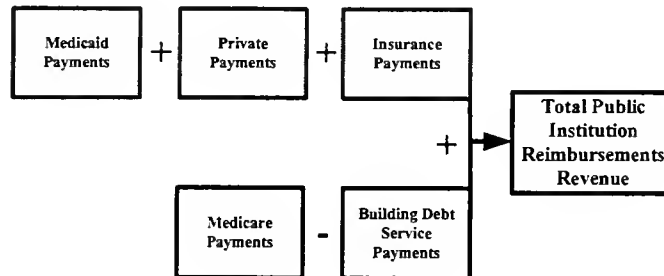 Medicaid
Payments
+
Private
Payments
+
Insurance
Payments
+
Total Public
Institution
Reimbursements
Revenue
Medicare
Payments
-
Building Debt
Service
Payments